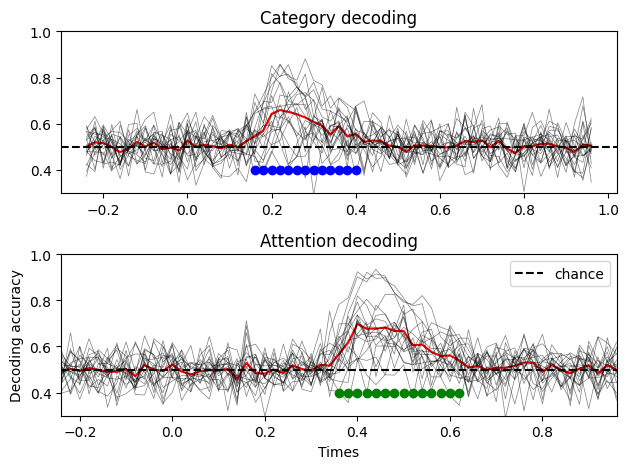 Category decoding
1.0
0.8
0.6
0.4
−0.2 0.0 0.2 0.4 0.6 0.8 1.0
Attention decoding
Decoding accuracy
1.0
0.8
0.6
0.4
chance
−0.2 0.0 0.2 0.4 0.6 0.8
Times